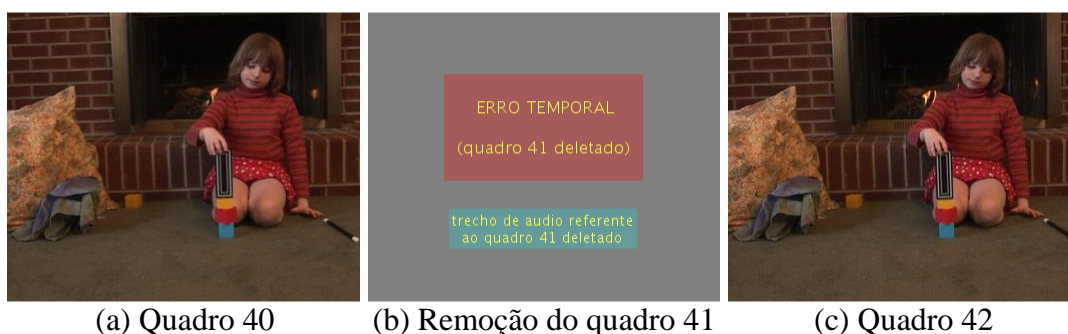 ERRO TEMPORAL
(quadro 41 deletado)
trecho de audio referente
ao quadro 41 deletado
(a) Quadro 40
(b) Remoção do quadro 41
(c) Quadro 42